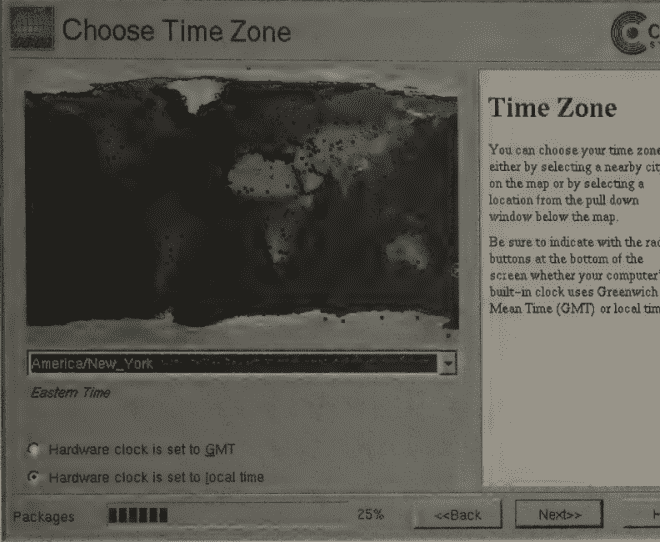 Choose Time Zone
Time Zone
You can choose your time zone
either by selecting a nearby
on the map or by selecting a
location from the pull down
window below the map.
Be sure to indicate with the
buttons at the bottom of the
screen whether your computer's
built-in clock uses Greenwich
Mean Time (GMT) or local
America/New_York
Eastern Time
Hardware clock is set to GMT
Hardware clock is set to local time
Packages
25%
<<Back
Next>>